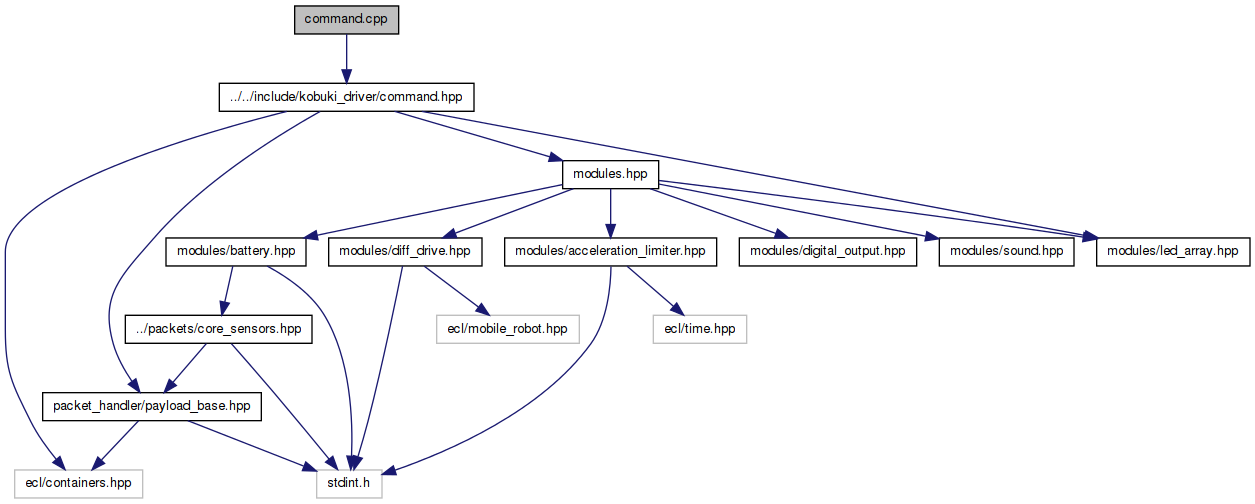 command.cpp
../../include/kobuki_driver/command.hpp
modules.hpp
modules/battery.hpp
modules/diff_drive.hpp
modules/acceleration_limiter.hpp
modules/digital_output.hpp
modules/sound.hpp
modules/led_array.hpp
../packets/core_sensors.hpp
ecl/mobile_robot.hpp
ecl/time.hpp
packet_handler/payload_base.hpp
ecl/containers.hpp
stdint.h